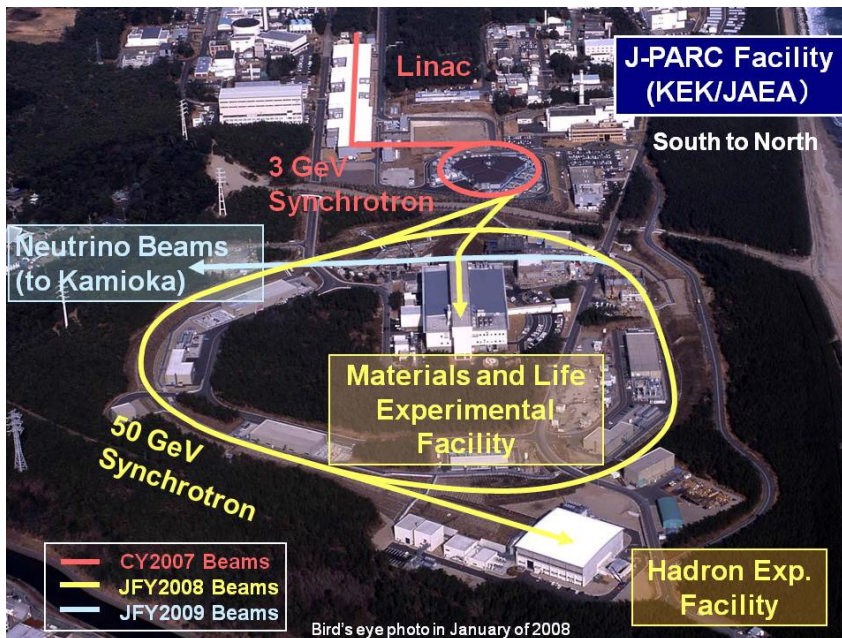 J-PARC Facility
(KEK/JAEA）
South to North
Linac
3 GeV
Synchrotron
Neutrino Beams
(to Kamioka)
Materials and Life
Experimental
Facility
50 GeV
Synchrotron
Hadron Exp.
Facility
CY2007 Beams
JFY2008 Beams
JFY2009 Beams
Bird's eye photo in January of 2008